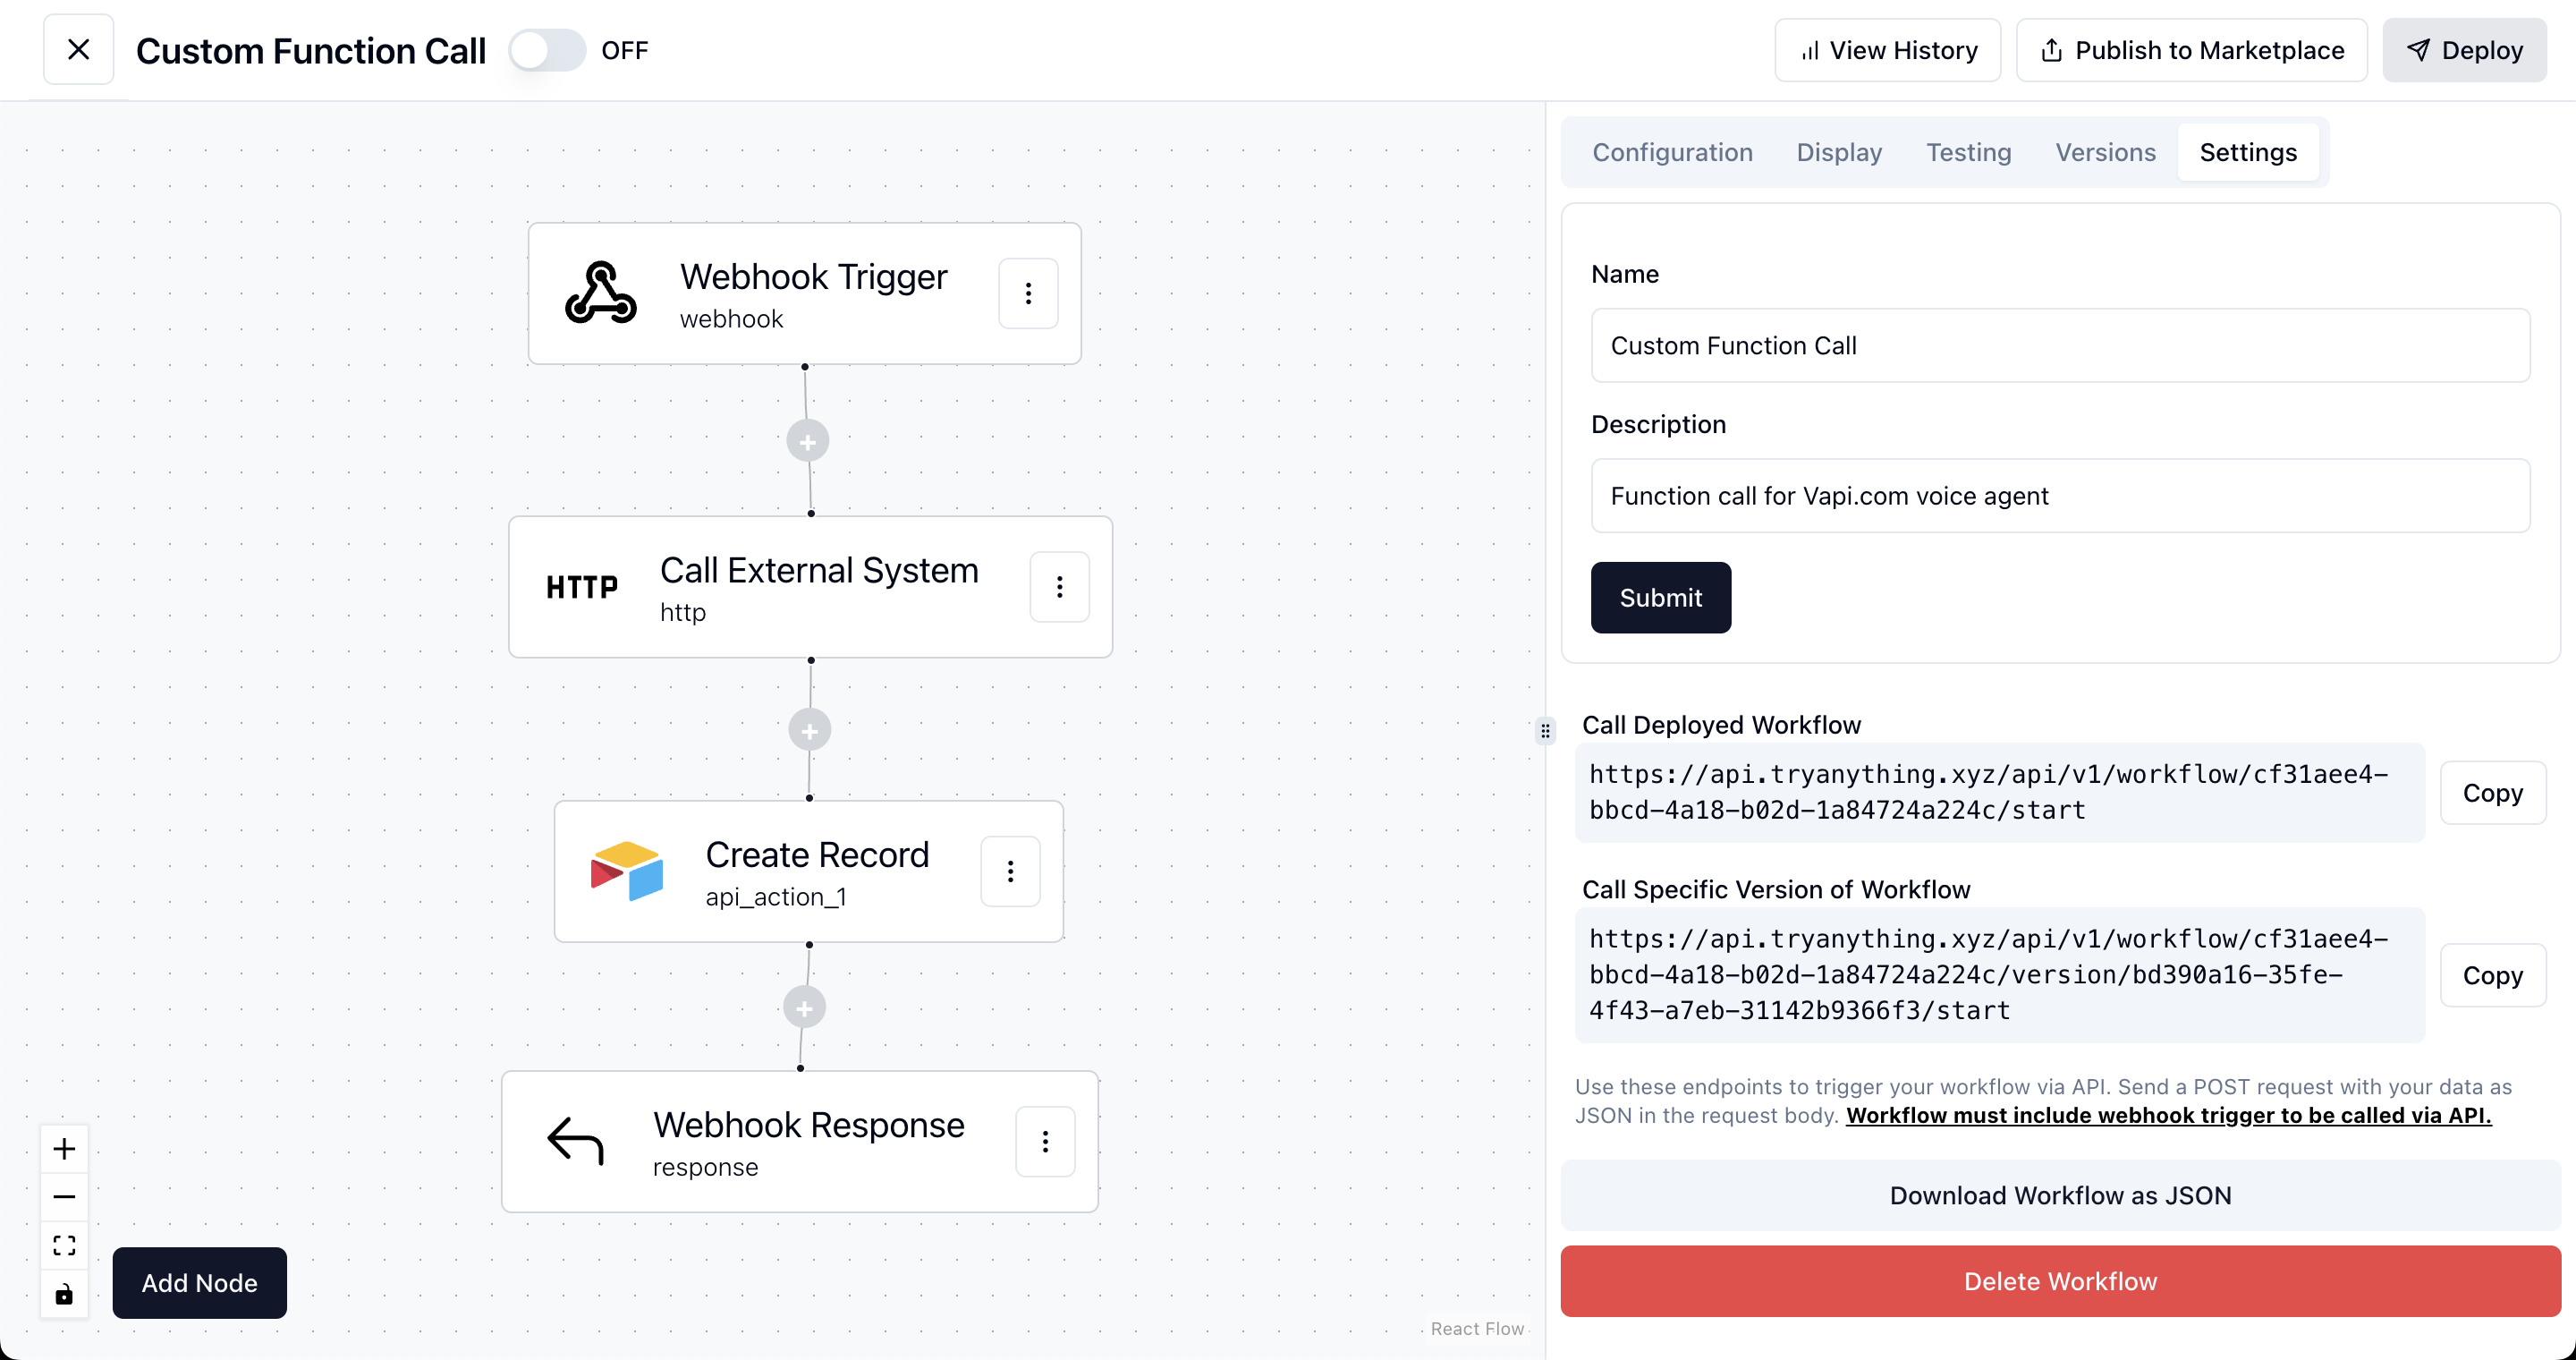 Custom Function Call
OFF
View History
Publish to Marketplace
Deploy
Webhook Trigger
webhook
HTTP
Call External System
http
Create Record
api_action_1
Webhook Response
response
Add Node
React Flow
Configuration
Display
Testing
Versions
Settings
Name
Custom Function Call
Description
Function call for Vapi.com voice agent
Submit
Call Deployed Workflow
https://api.tryanything.xyz/api/v1/workflow/cf31aee4-
bbcd-4a18-b02d-1a84724a224c/start
Copy
Call Specific Version of Workflow
https://api.tryanything.xyz/api/v1/workflow/cf31aee4-
bbcd-4a18-b02d-1a84724a224c/version/bd390a16-35fe-
4f43-a7eb-31142b9366f3/start
Copy
Use these endpoints to trigger your workflow via API. Send a POST request with your data as
JSON in the request body. Workflow must include webhook trigger to be called via API.
Download Workflow as JSON
Delete Workflow